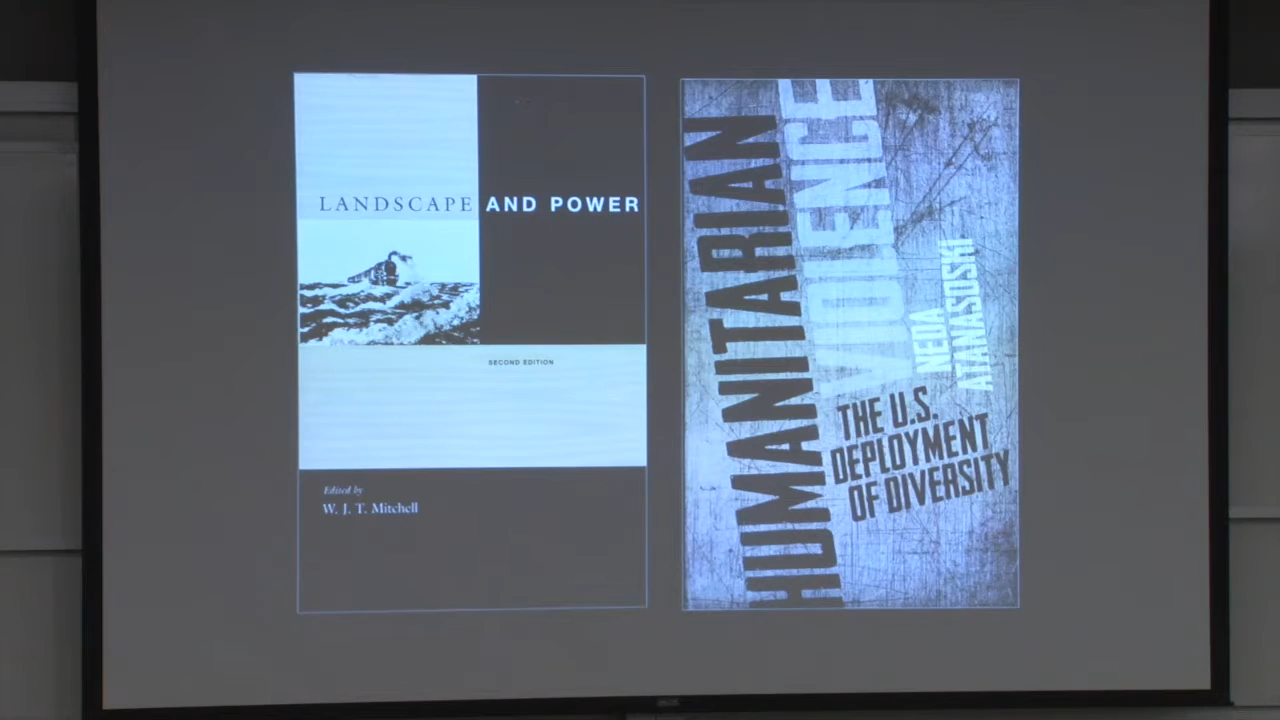 LANDSCAPE AND POWER
SECOND EDITION
Edited by
W. J. T. Mitchell
HUMANITARIAN
VIOLENCE
NEDA
ATANASOSKI
THE U.S.
DEPLOYMENT
OF DIVERSITY